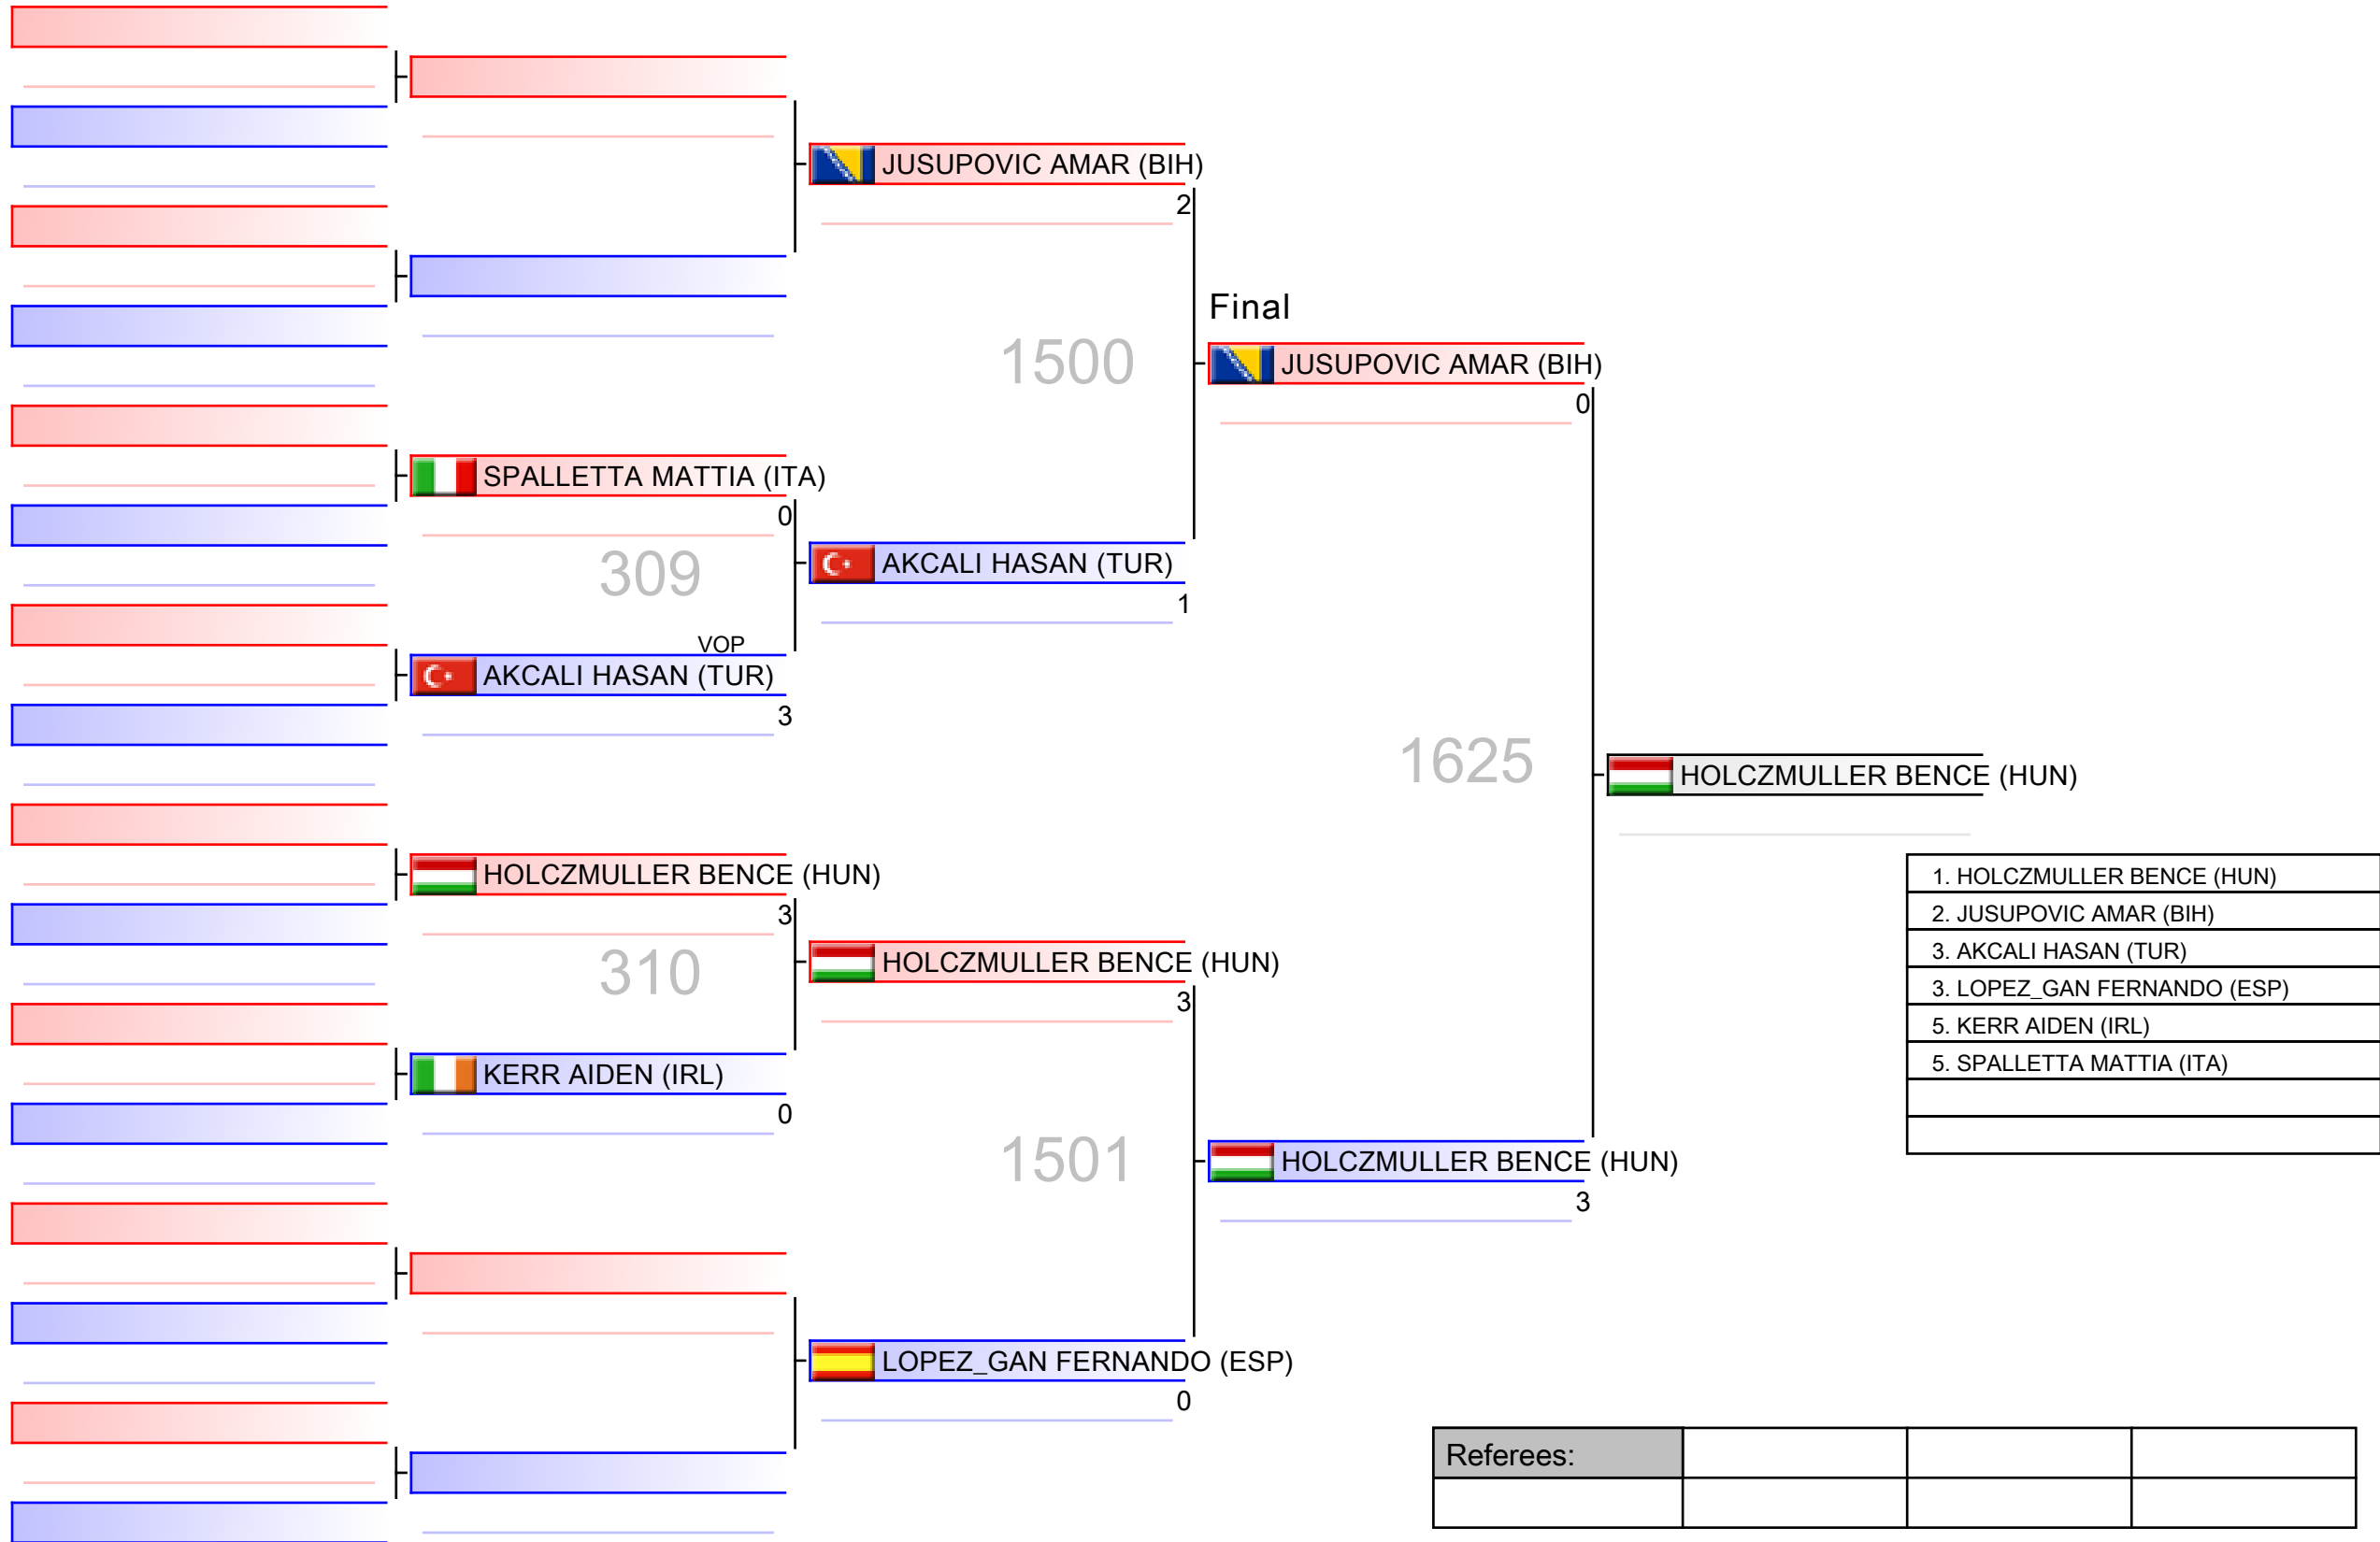 JUSUPOVIC AMAR (BIH)
2
Final
1500
JUSUPOVIC AMAR (BIH)
0
SPALLETTA MATTIA (ITA)
0
309
AKCALI HASAN (TUR)
1
VOP
AKCALI HASAN (TUR)
3
1625
HOLCZMULLER BENCE (HUN)
HOLCZMULLER BENCE (HUN)
3
310
HOLCZMULLER BENCE (HUN)
3
KERR AIDEN (IRL)
0
1501
HOLCZMULLER BENCE (HUN)
3
LOPEZ_GAN FERNANDO (ESP)
0
1. HOLCZMULLER BENCE (HUN)
2. JUSUPOVIC AMAR (BIH)
3. AKCALI HASAN (TUR)
3. LOPEZ_GAN FERNANDO (ESP)
5. KERR AIDEN (IRL)
5. SPALLETTA MATTIA (ITA)
Referees: